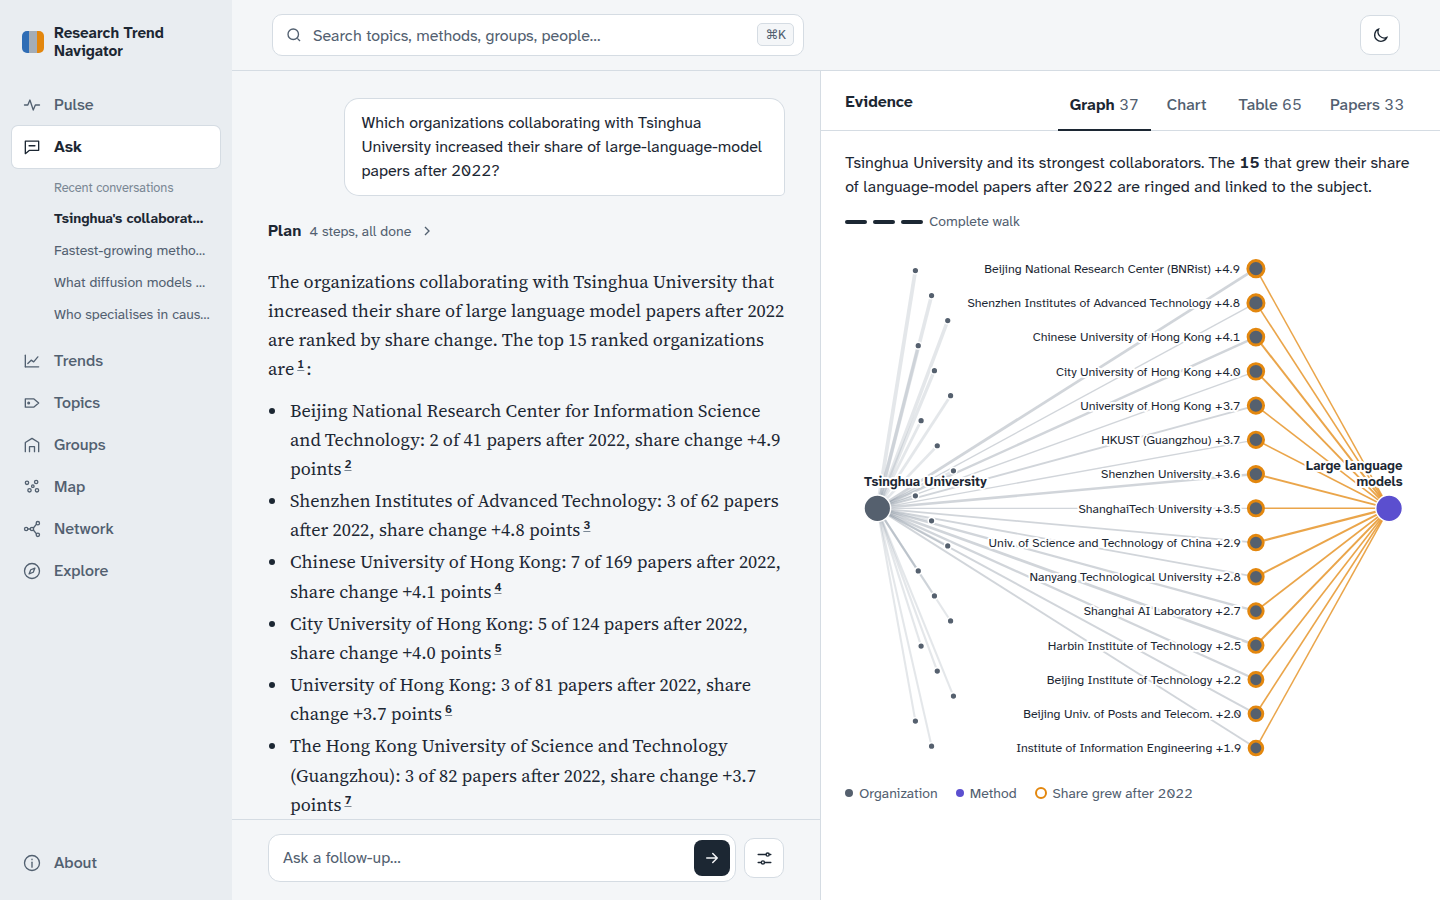 Research Trend
Navigator
Search topics, methods, groups, people...
⌘K
Pulse
Ask
Recent conversations
Tsinghua's collaborat...
Fastest-growing metho...
What diffusion models ...
Who specialises in caus...
Trends
Topics
Groups
Map
Network
Explore
About
Which organizations collaborating with Tsinghua
University increased their share of large-language-model
papers after 2022?
Plan 4 steps, all done
The organizations collaborating with Tsinghua University that
increased their share of large language model papers after 2022
are ranked by share change. The top 15 ranked organizations
are 1 :
• Beijing National Research Center for Information Science
and Technology: 2 of 41 papers after 2022, share change +4.9
points 2
• Shenzhen Institutes of Advanced Technology: 3 of 62 papers
after 2022, share change +4.8 points 3
• Chinese University of Hong Kong: 7 of 169 papers after 2022,
share change +4.1 points 4
• City University of Hong Kong: 5 of 124 papers after 2022,
share change +4.0 points 5
• University of Hong Kong: 3 of 81 papers after 2022, share
change +3.7 points 6
• The Hong Kong University of Science and Technology
(Guangzhou): 3 of 82 papers after 2022, share change +3.7
points 7
Ask a follow-up...
Evidence
Graph 37
Chart
Table 65
Papers 33
Tsinghua University and its strongest collaborators. The 15 that grew their share
of language-model papers after 2022 are ringed and linked to the subject.
Complete walk
Beijing National Research Center (BNRist) +4.9
Shenzhen Institutes of Advanced Technology +4.8
Chinese University of Hong Kong +4.1
City University of Hong Kong +4.0
University of Hong Kong +3.7
HKUST (Guangzhou) +3.7
Large language
models
Shenzhen University +3.6
Tsinghua University
ShanghaiTech University +3.5
Univ. of Science and Technology of China +2.9
Nanyang Technological University +2.8
Shanghai AI Laboratory +2.7
Harbin Institute of Technology +2.5
Beijing Institute of Technology +2.2
Beijing Univ. of Posts and Telecom. +2.0
Institute of Information Engineering +1.9
Organization
Method
Share grew after 2022